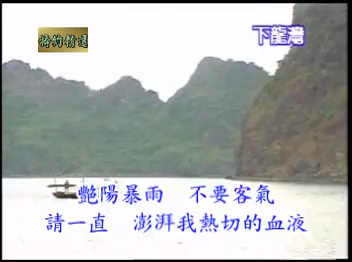 下龍灣
艷陽暴雨 不要客氣
請一直 澎湃我熱切的血液